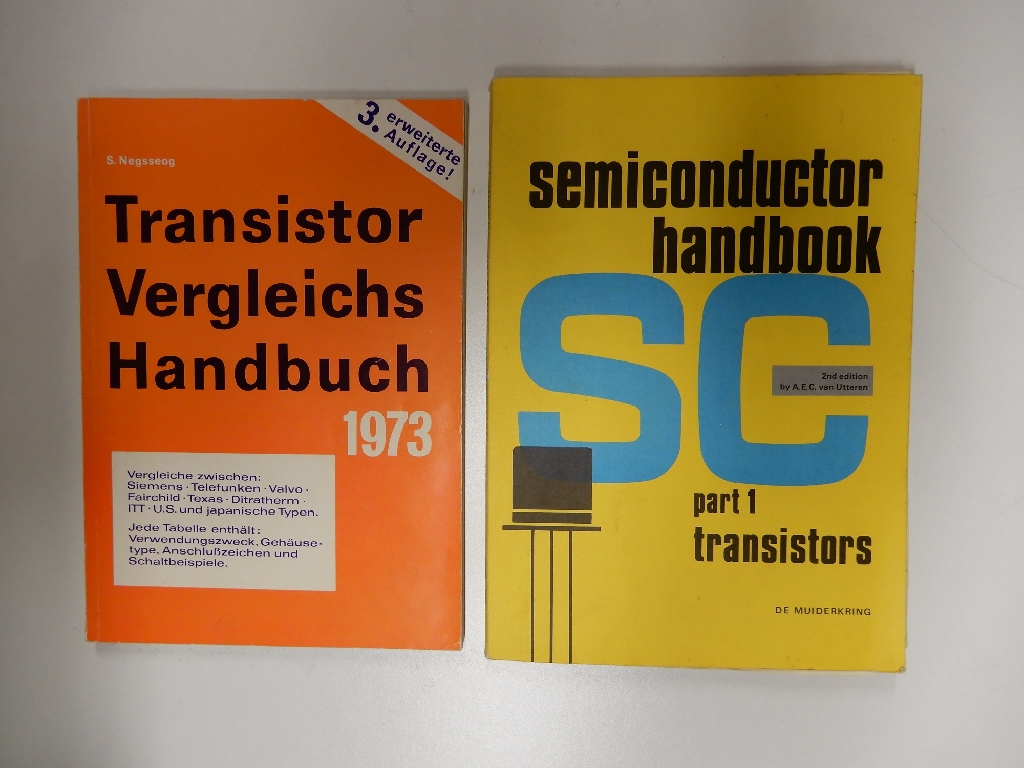 3. erweiterte
Auflage!
S. Negsseog
Transistor
Vergleichs
Handbuch
1973
Vergleiche zwischen:
Siemens · Telefunken · Valvo ·
Fairchild · Texas · Ditratherm ·
ITT · U.S. und japanische Typen.
Jede Tabelle enthält:
Verwendungszweck, Gehäuse-
type, Anschlußzeichen und
Schaltbeispiele.
semiconductor
handbook
SC
2nd edition
by A.E.C. van Utteren
part 1
transistors
DE MUIDERKRING